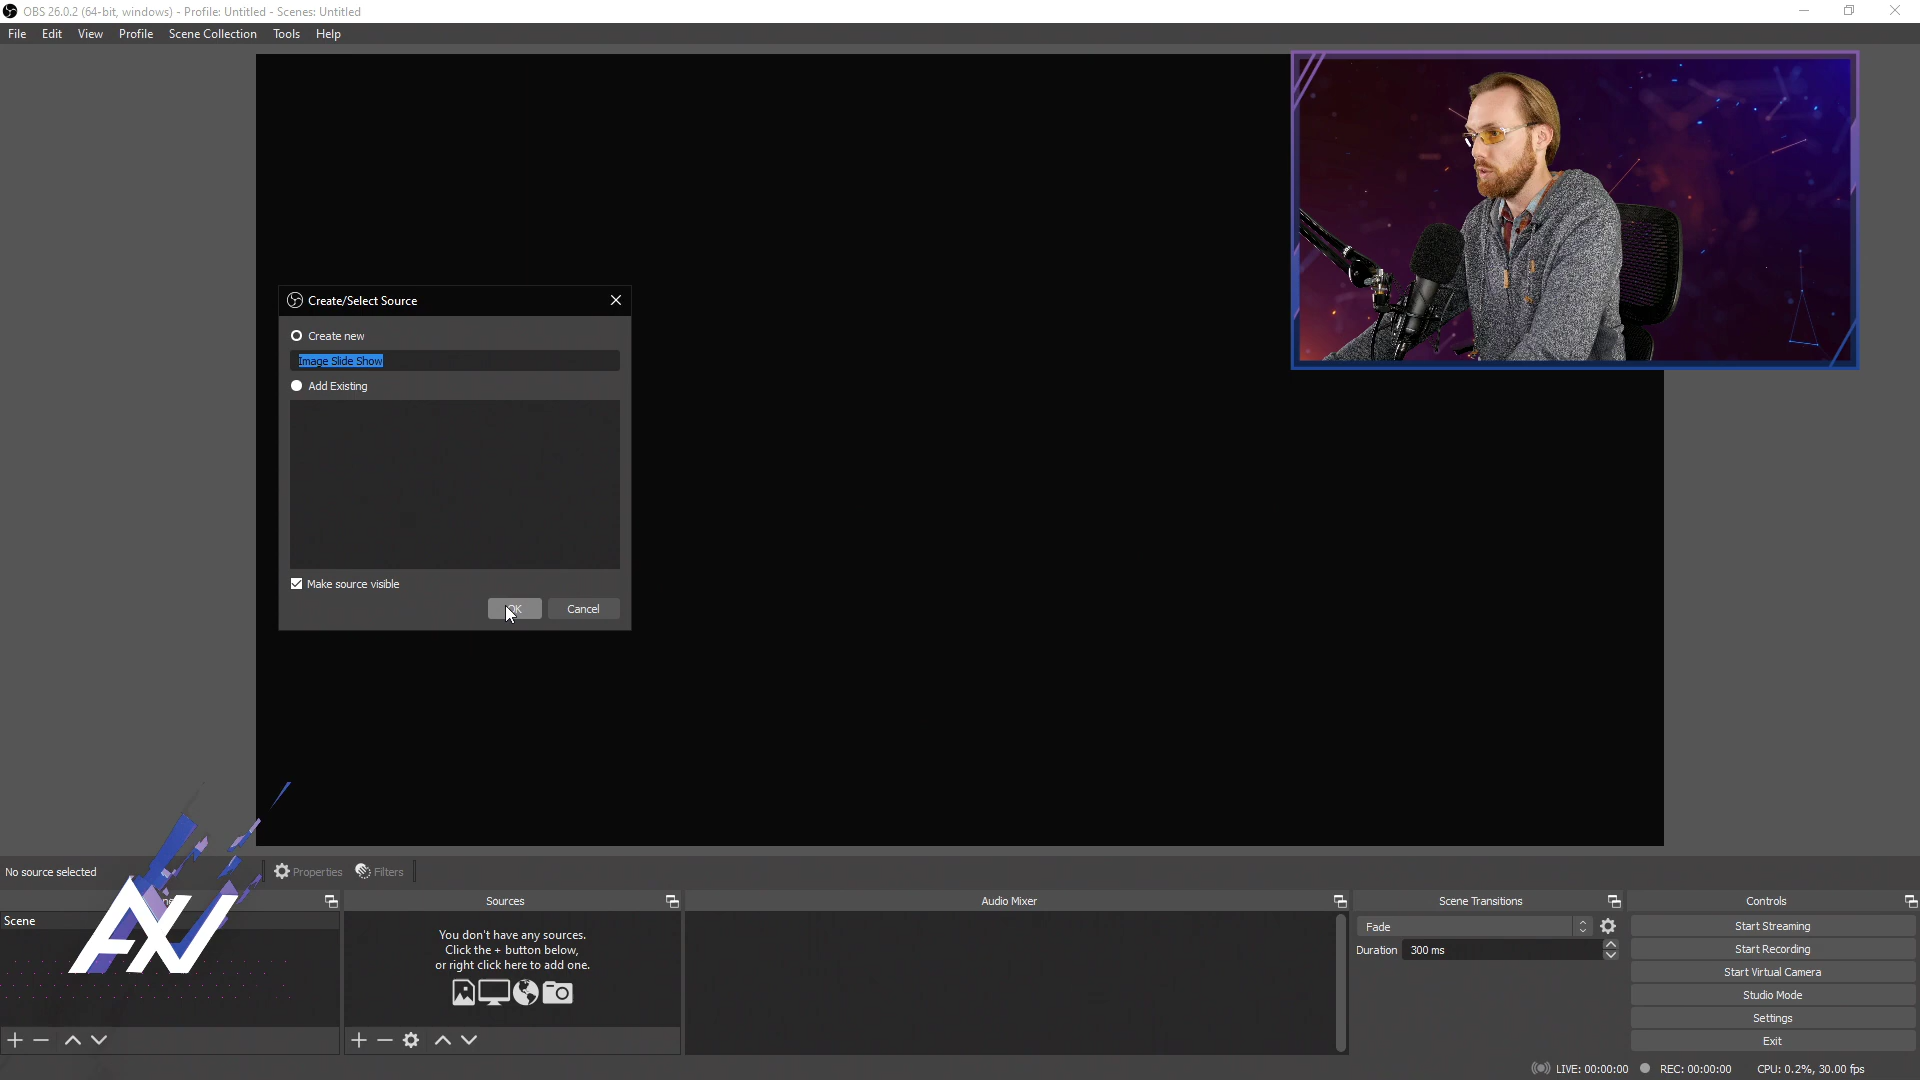 OBS 26.0.2 (64-bit, windows) - Profile: Untitled - Scenes: Untitled
File Edit View Profile Scene Collection Tools Help
Create/Select Source
Create new
Image Slide Show
Add Existing
Make source visible
OK Cancel
No source selected
Properties Filters
Sources
Audio Mixer
Scene Transitions
Controls
Scene
You don't have any sources.
Click the + button below,
or right click here to add one.
Fade
Duration 300 ms
Start Streaming
Start Recording
Start Virtual Camera
Studio Mode
Settings
Exit
LIVE: 00:00:00 REC: 00:00:00 CPU: 0.2%, 30.00 fps